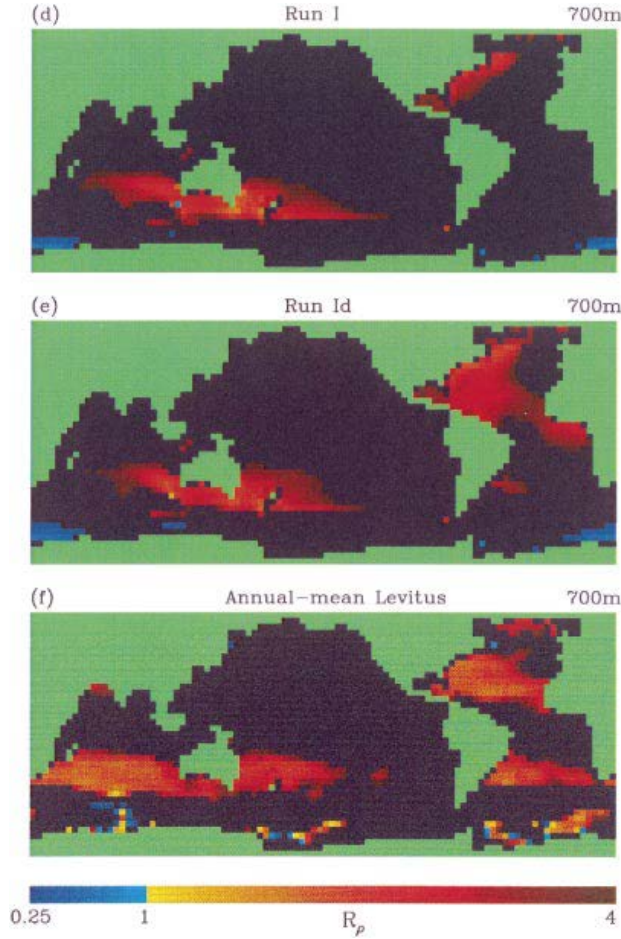 (d) Run I 700m
(e) Run Id 700m
(f) Annual-mean Levitus 700m
0.25 1 4
Rρ